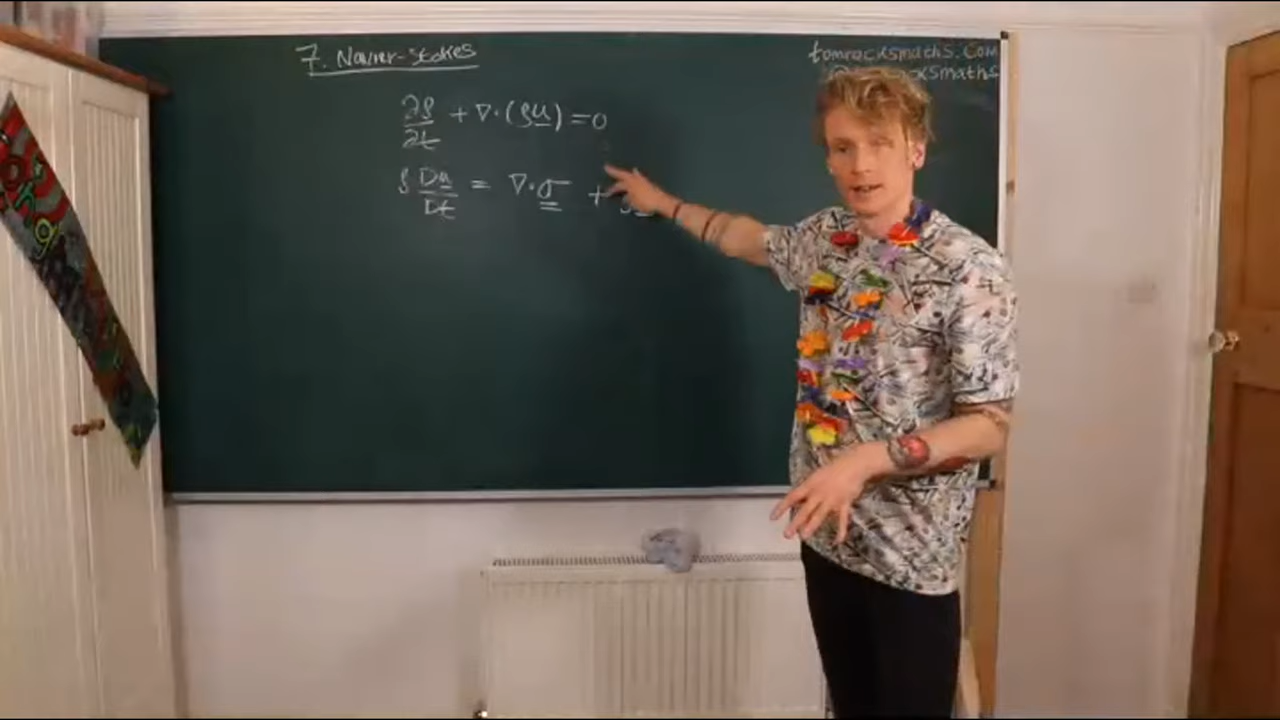 7. Navier-Stokes
tomrocksmaths.com
∂ρ/∂t + ∇·(ρu) = 0
ρ Du/Dt = ∇·σ + ρ